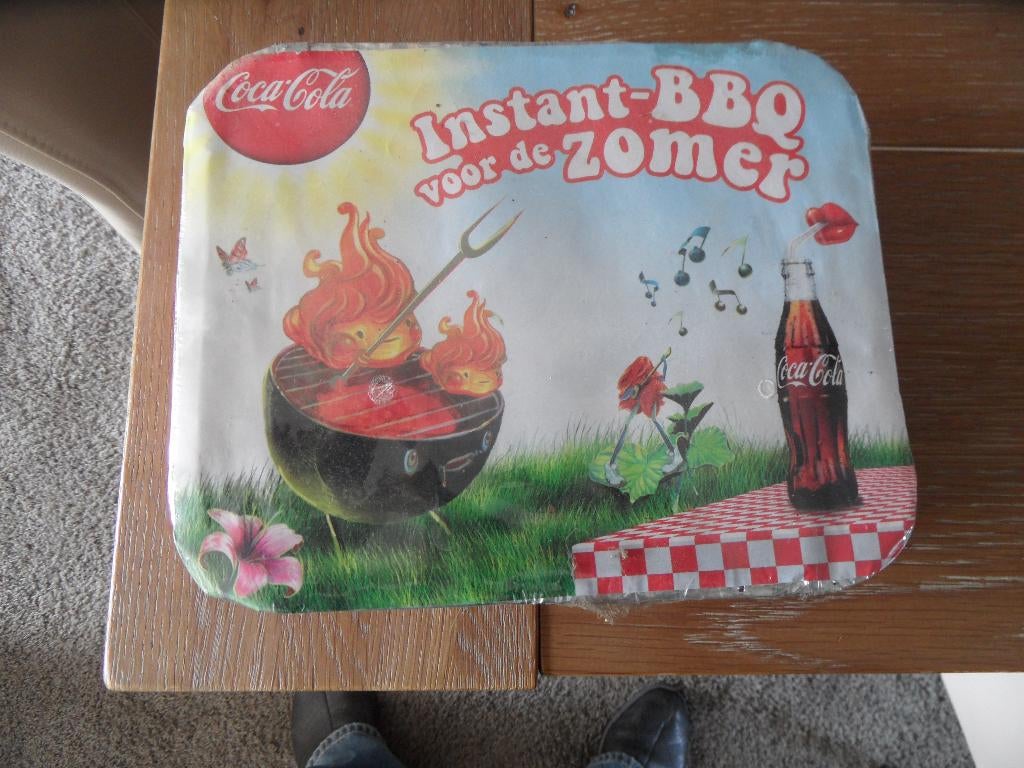 Coca-Cola
Instant-BBQ
voor de zomer
Coca-Cola